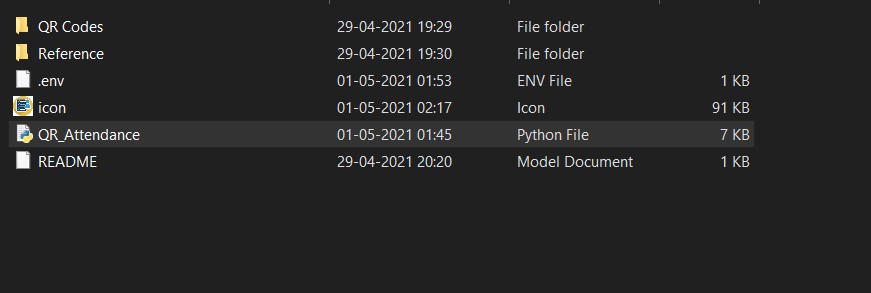 QR Codes 29-04-2021 19:29 File folder
Reference 29-04-2021 19:30 File folder
.env 01-05-2021 01:53 ENV File 1 KB
icon 01-05-2021 02:17 Icon 91 KB
QR_Attendance 01-05-2021 01:45 Python File 7 KB
README 29-04-2021 20:20 Model Document 1 KB